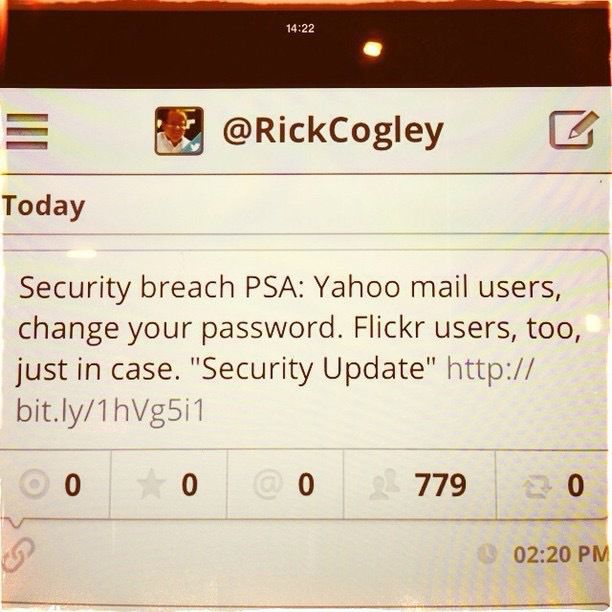 14:22
@RickCogley
Today
Security breach PSA: Yahoo mail users,
change your password. Flickr users, too,
just in case. "Security Update" http://
bit.ly/1hVg5i1
0 0 @ 0 779 0
02:20 PM